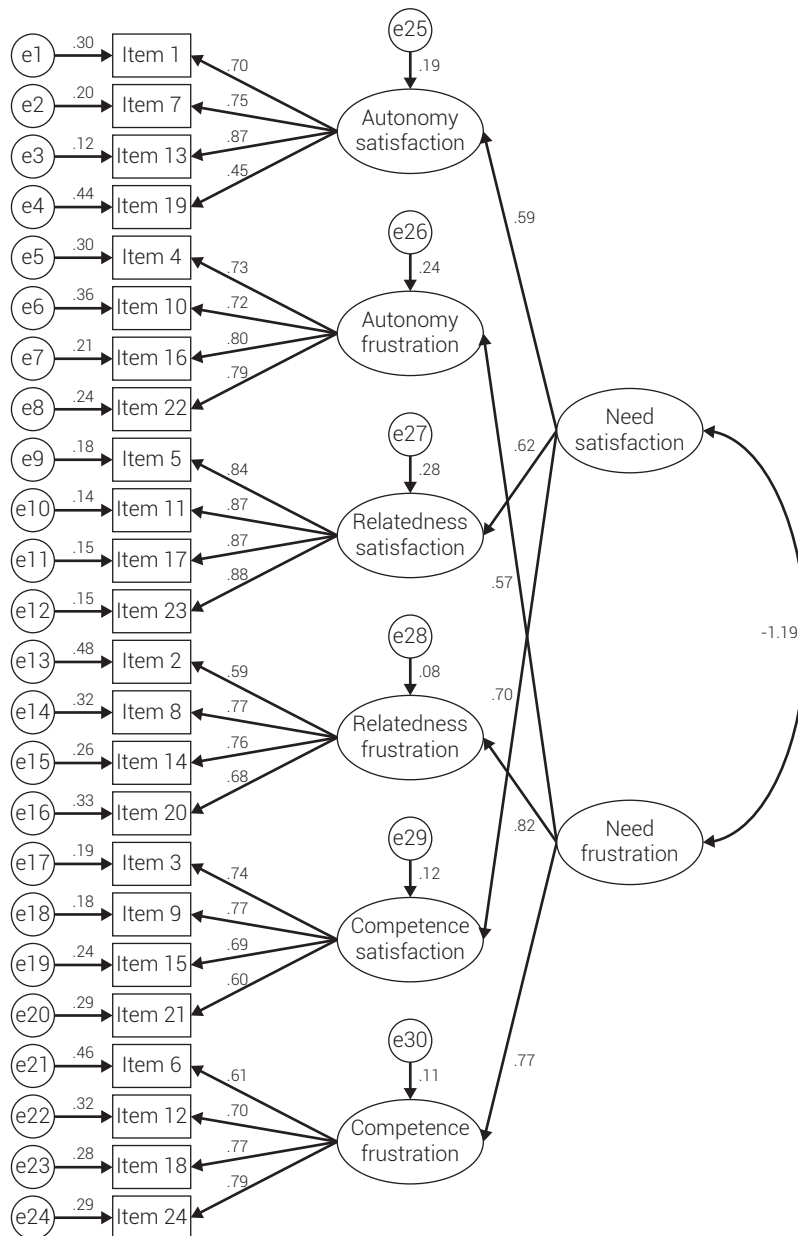 e25
e1 .30 Item 1 .70
.19
e2 .20 Item 7 .75
Autonomy
satisfaction
e3 .12 Item 13 .87
e4 .44 Item 19 .45
.59
e26
e5 .30 Item 4 .73
.24
e6 .36 Item 10 .72
Autonomy
frustration
e7 .21 Item 16 .80
e8 .24 Item 22 .79
Need
satisfaction
e27
e9 .18 Item 5 .84
.62
.28
e10 .14 Item 11 .87
Relatedness
satisfaction
e11 .15 Item 17 .87
.57
e12 .15 Item 23 .88
e28
-1.19
e13 .48 Item 2 .59
.08
.70
e14 .32 Item 8 .77
Relatedness
frustration
e15 .26 Item 14 .76
e16 .33 Item 20 .68
.82
Need
frustration
e29
e17 .19 Item 3 .74
.12
e18 .18 Item 9 .77
Competence
satisfaction
e19 .24 Item 15 .69
e20 .29 Item 21 .60
e30
.77
e21 .46 Item 6 .61
.11
e22 .32 Item 12 .70
Competence
frustration
e23 .28 Item 18 .77
e24 .29 Item 24 .79